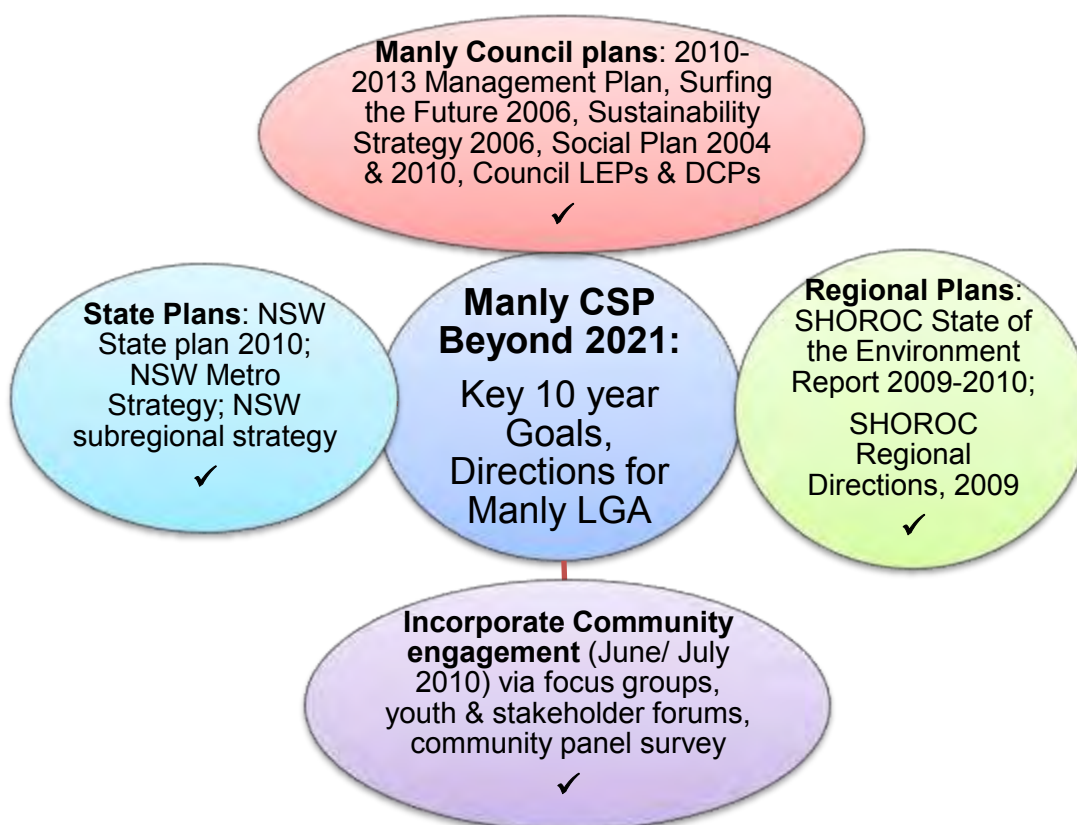 Manly Council plans: 2010-
2013 Management Plan, Surfing
the Future 2006, Sustainability
Strategy 2006, Social Plan 2004
& 2010, Council LEPs & DCPs
✓
State Plans: NSW
State plan 2010;
NSW Metro
Strategy; NSW
subregional strategy
✓
Manly CSP
Beyond 2021:
Key 10 year
Goals,
Directions for
Manly LGA
Regional Plans:
SHOROC State of
the Environment
Report 2009-2010;
SHOROC
Regional
Directions, 2009
✓
Incorporate Community
engagement (June/ July
2010) via focus groups,
youth & stakeholder forums,
community panel survey
✓